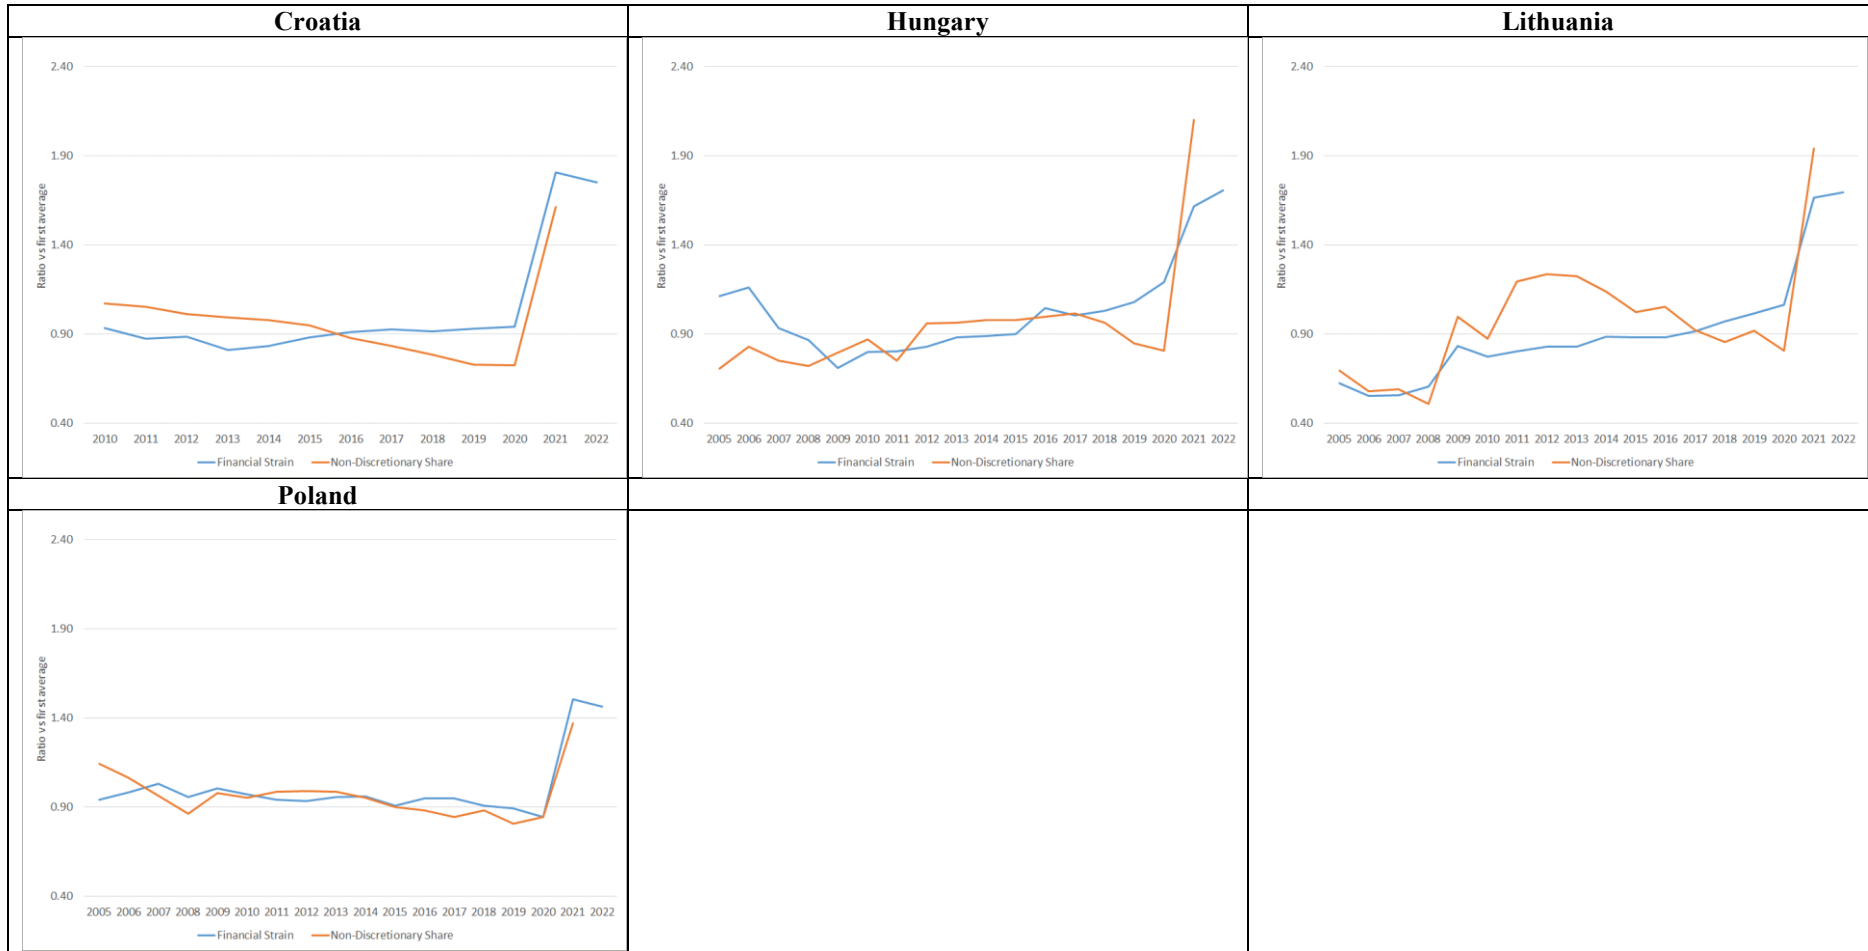 Croatia
Hungary
Lithuania
2.40
1.90
1.40
0.90
0.40
Ratio vs first average
2010 2011 2012 2013 2014 2015 2016 2017 2018 2019 2020 2021 2022
Financial Strain Non-Discretionary Share
2.40
1.90
1.40
0.90
0.40
Ratio vs first average
2005 2006 2007 2008 2009 2010 2011 2012 2013 2014 2015 2016 2017 2018 2019 2020 2021 2022
Financial Strain Non-Discretionary Share
2.40
1.90
1.40
0.90
0.40
Ratio vs first average
2005 2006 2007 2008 2009 2010 2011 2012 2013 2014 2015 2016 2017 2018 2019 2020 2021 2022
Financial Strain Non-Discretionary Share
Poland
2.40
1.90
1.40
0.90
0.40
Ratio vs first average
2005 2006 2007 2008 2009 2010 2011 2012 2013 2014 2015 2016 2017 2018 2019 2020 2021 2022
Financial Strain Non-Discretionary Share